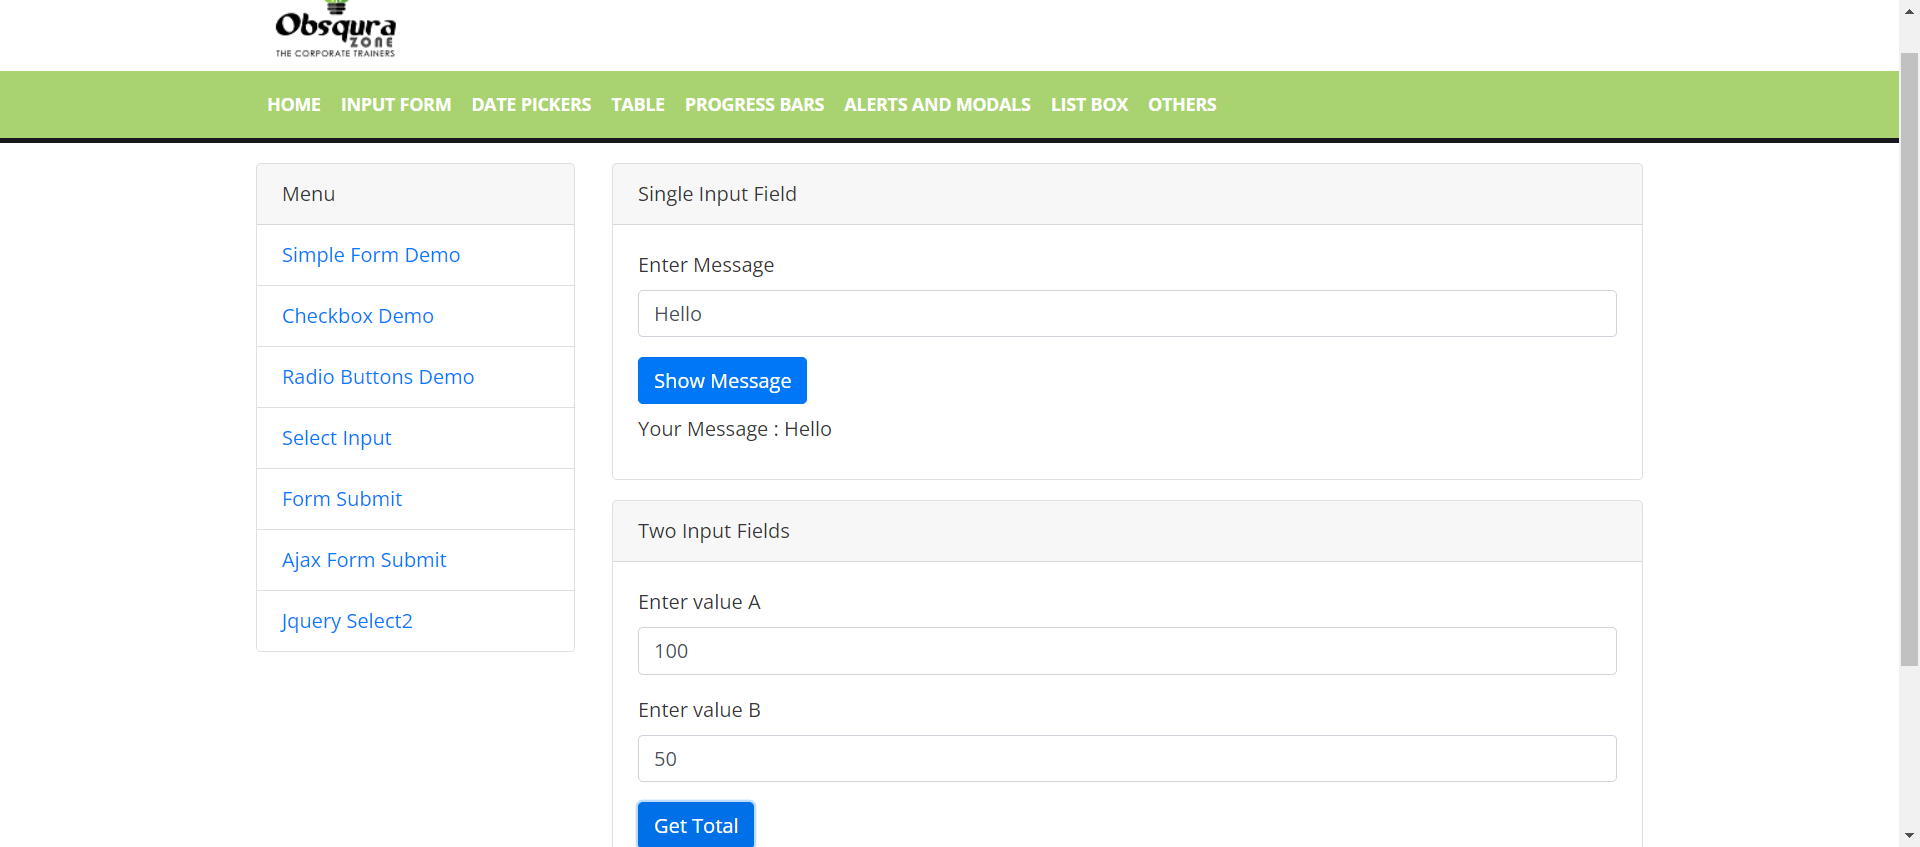 Obsqura
ZONE
THE CORPORATE TRAINERS
HOME INPUT FORM DATE PICKERS TABLE PROGRESS BARS ALERTS AND MODALS LIST BOX OTHERS
Menu
Simple Form Demo
Checkbox Demo
Radio Buttons Demo
Select Input
Form Submit
Ajax Form Submit
Jquery Select2
Single Input Field
Enter Message
Hello
Show Message
Your Message : Hello
Two Input Fields
Enter value A
100
Enter value B
50
Get Total